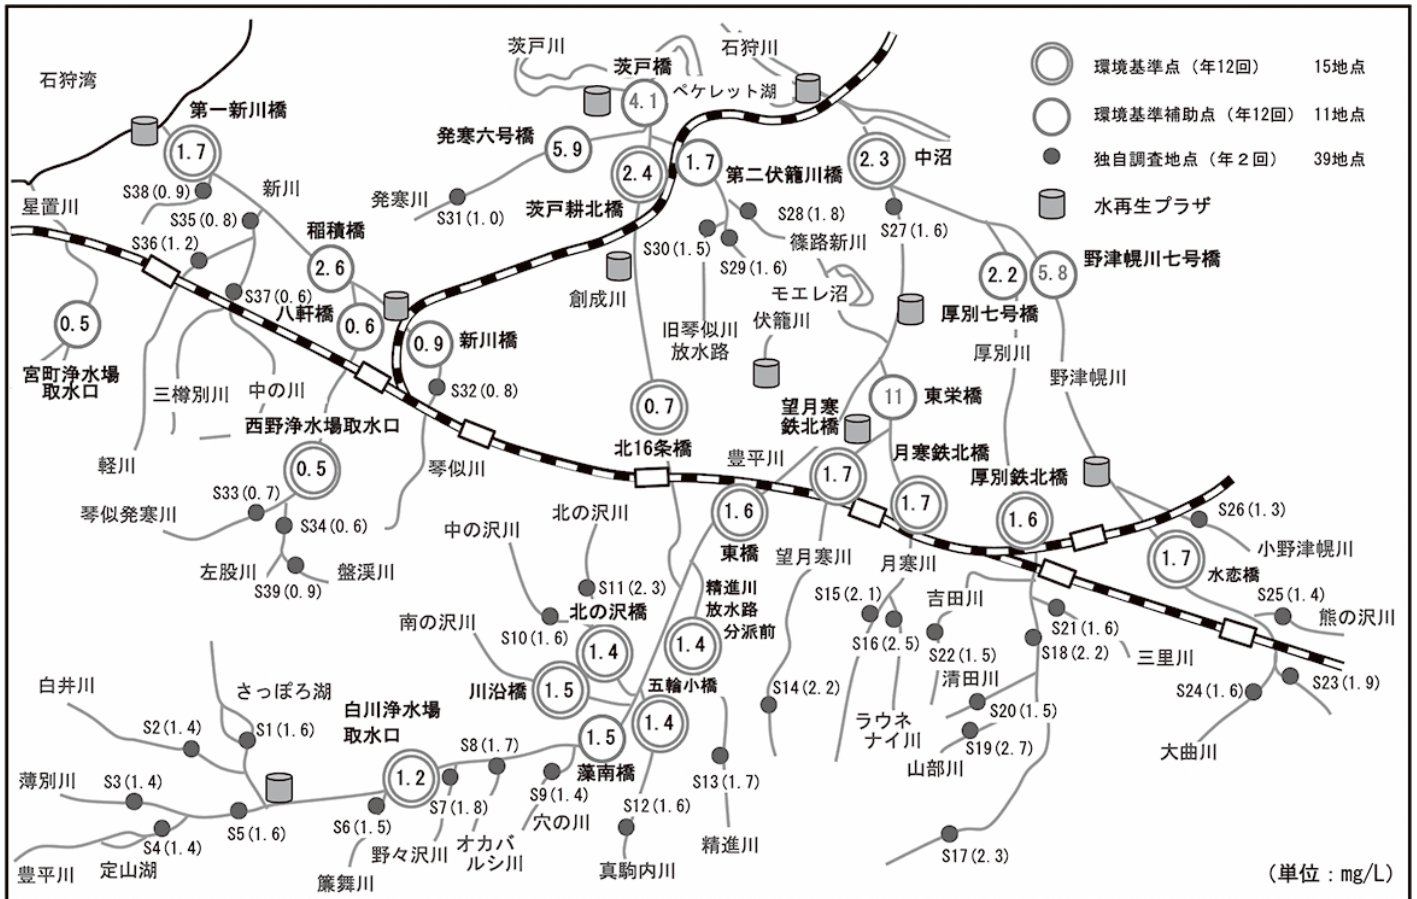 石狩湾
第一新川橋
1.7
S38(0.9)
新川
星置川
S35(0.8)
S36(1.2)
稲積橋
2.6
S37(0.6)
八軒橋
0.6
0.5
宮町浄水場
取水口
新川橋
0.9
S32(0.8)
三樽別川
中の川
西野浄水場取水口
0.5
軽川
琴似川
S33(0.7)
琴似発寒川
S34(0.6)
左股川
盤渓川
S39(0.9)
茨戸川
茨戸橋
4.1
石狩川
ペケレット湖
発寒六号橋
5.9
発寒川
S31(1.0)
2.4
茨戸耕北橋
1.7
第二伏籠川橋
S28(1.8)
篠路新川
S30(1.5)
S29(1.6)
創成川
旧琴似川
放水路
モエレ沼
伏籠川
2.3
中沼
S27(1.6)
2.2
厚別七号橋
5.8
野津幌川七号橋
厚別川
野津幌川
環境基準点(年12回) 15地点
環境基準補助点(年12回) 11地点
独自調査地点(年2回) 39地点
水再生プラザ
0.7
北16条橋
望月寒
鉄北橋
1.7
11
東栄橋
月寒鉄北橋
1.7
厚別鉄北橋
1.6
豊平川
1.6
東橋
望月寒川
月寒川
S26(1.3)
小野津幌川
1.7
水恋橋
S25(1.4)
熊の沢川
北の沢川
中の沢川
S11(2.3)
北の沢橋
1.4
S10(1.6)
南の沢川
川沿橋
1.5
精進川
放水路
分派前
1.4
五輪小橋
1.4
1.5
藻南橋
S15(2.1)
S16(2.5)
S14(2.2)
吉田川
S22(1.5)
S21(1.6)
S18(2.2)
三里川
清田川
S20(1.5)
S19(2.7)
山部川
ラウネ
ナイ川
S24(1.6)
S23(1.9)
大曲川
白井川
さっぽろ湖
S2(1.4)
S1(1.6)
白川浄水場
取水口
1.2
S8(1.7)
薄別川
S3(1.4)
S4(1.4)
S5(1.6)
S6(1.5)
S7(1.8)
S9(1.4)
穴の川
S12(1.6)
S13(1.7)
豊平川
定山湖
簾舞川
野々沢川
オカバ
ルシ川
真駒内川
精進川
S17(2.3)
(単位:mg/L)